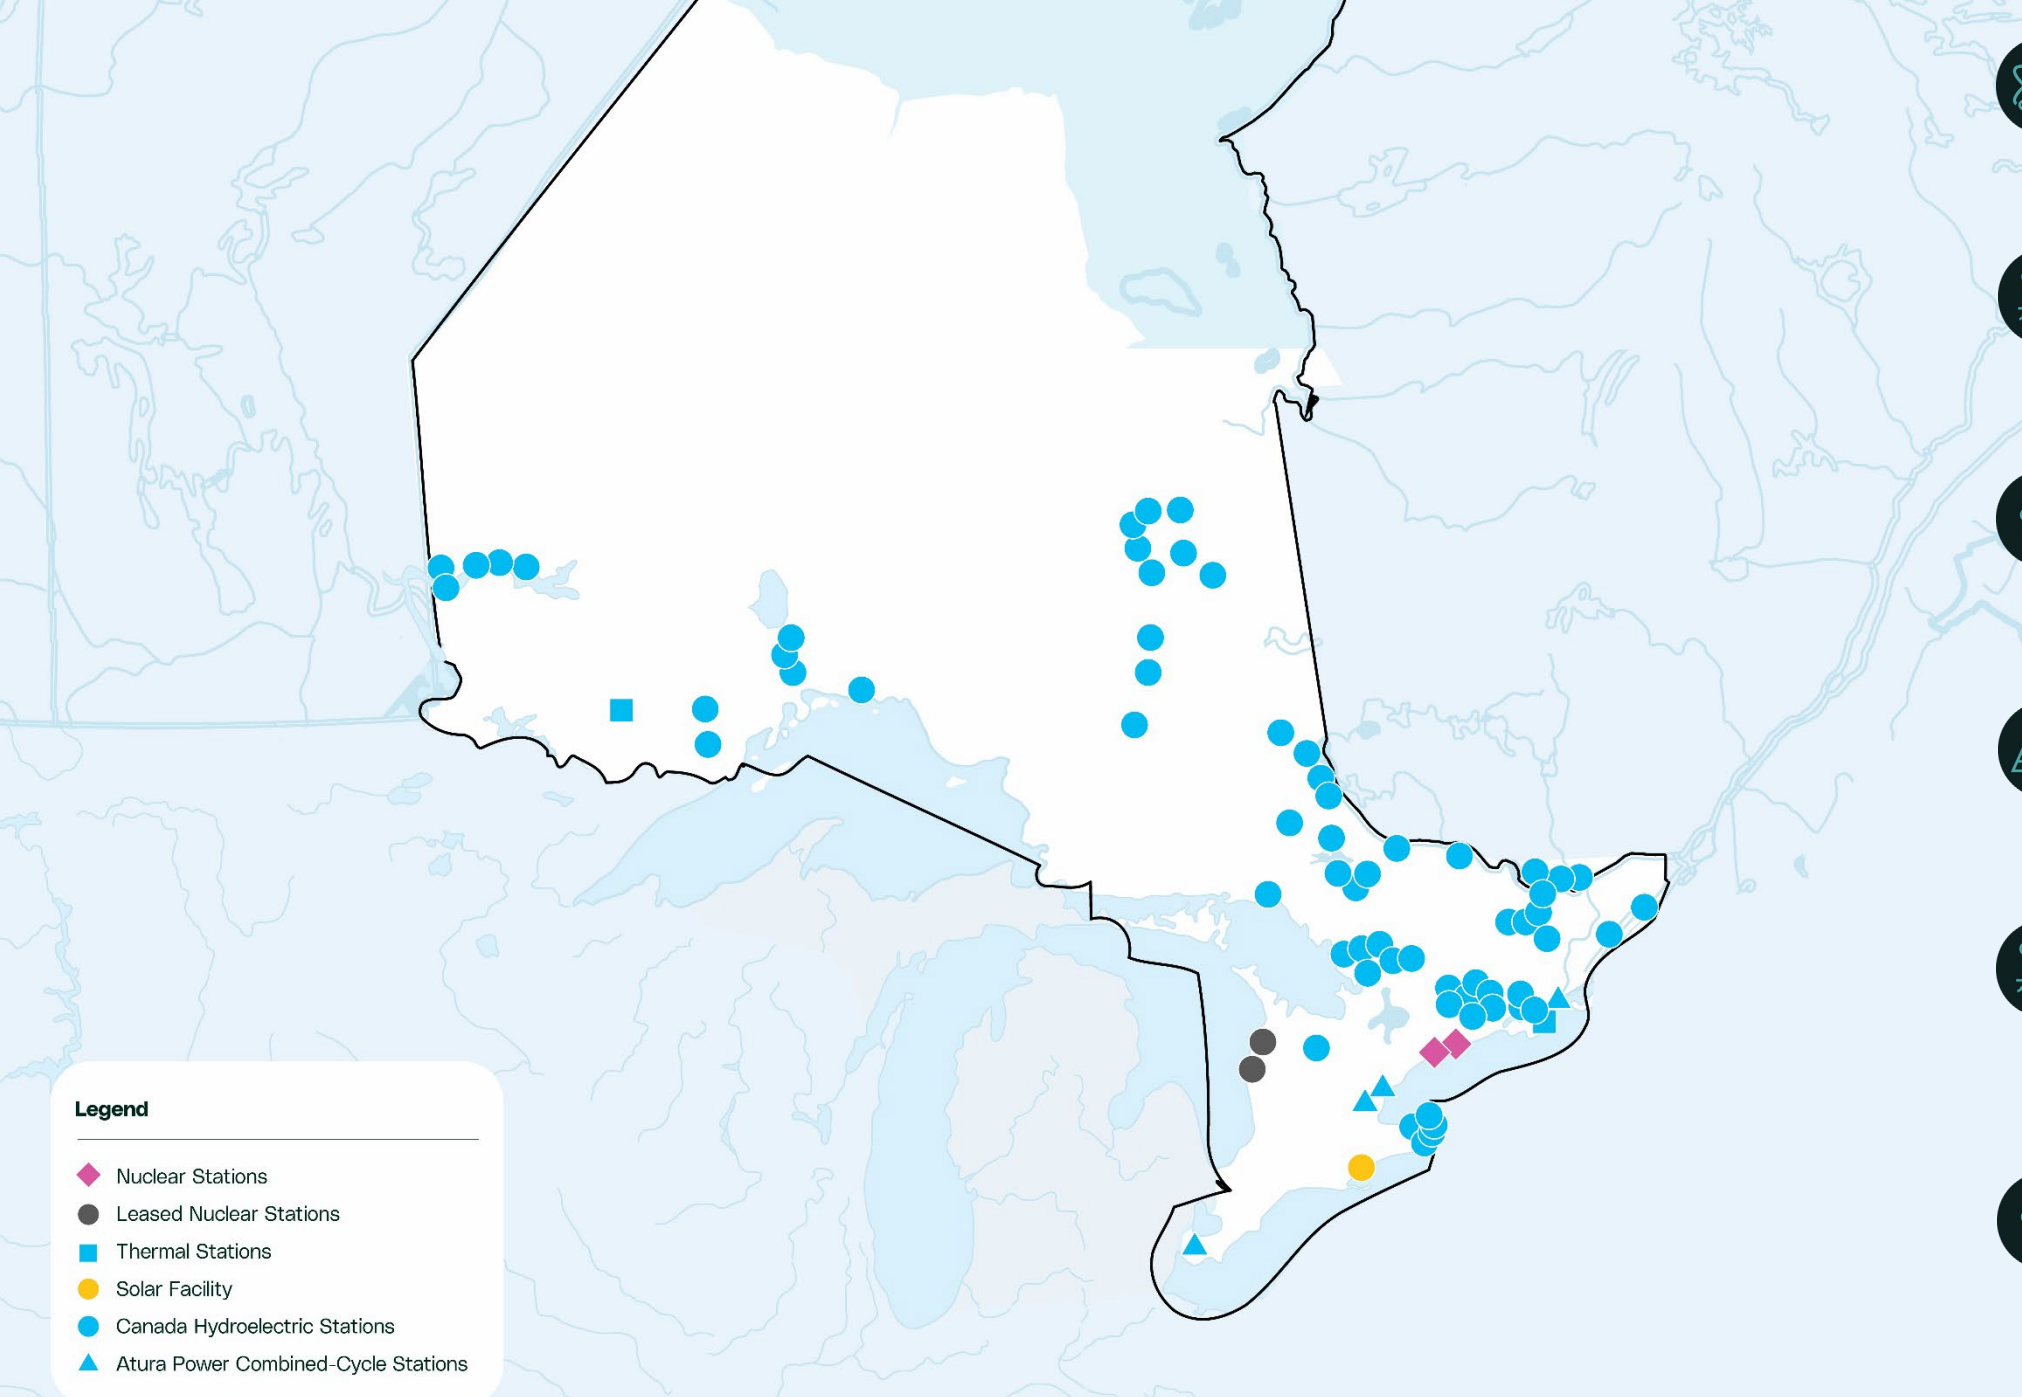 Legend
Nuclear Stations
Leased Nuclear Stations
Thermal Stations
Solar Facility
Canada Hydroelectric Stations
Atura Power Combined-Cycle Stations